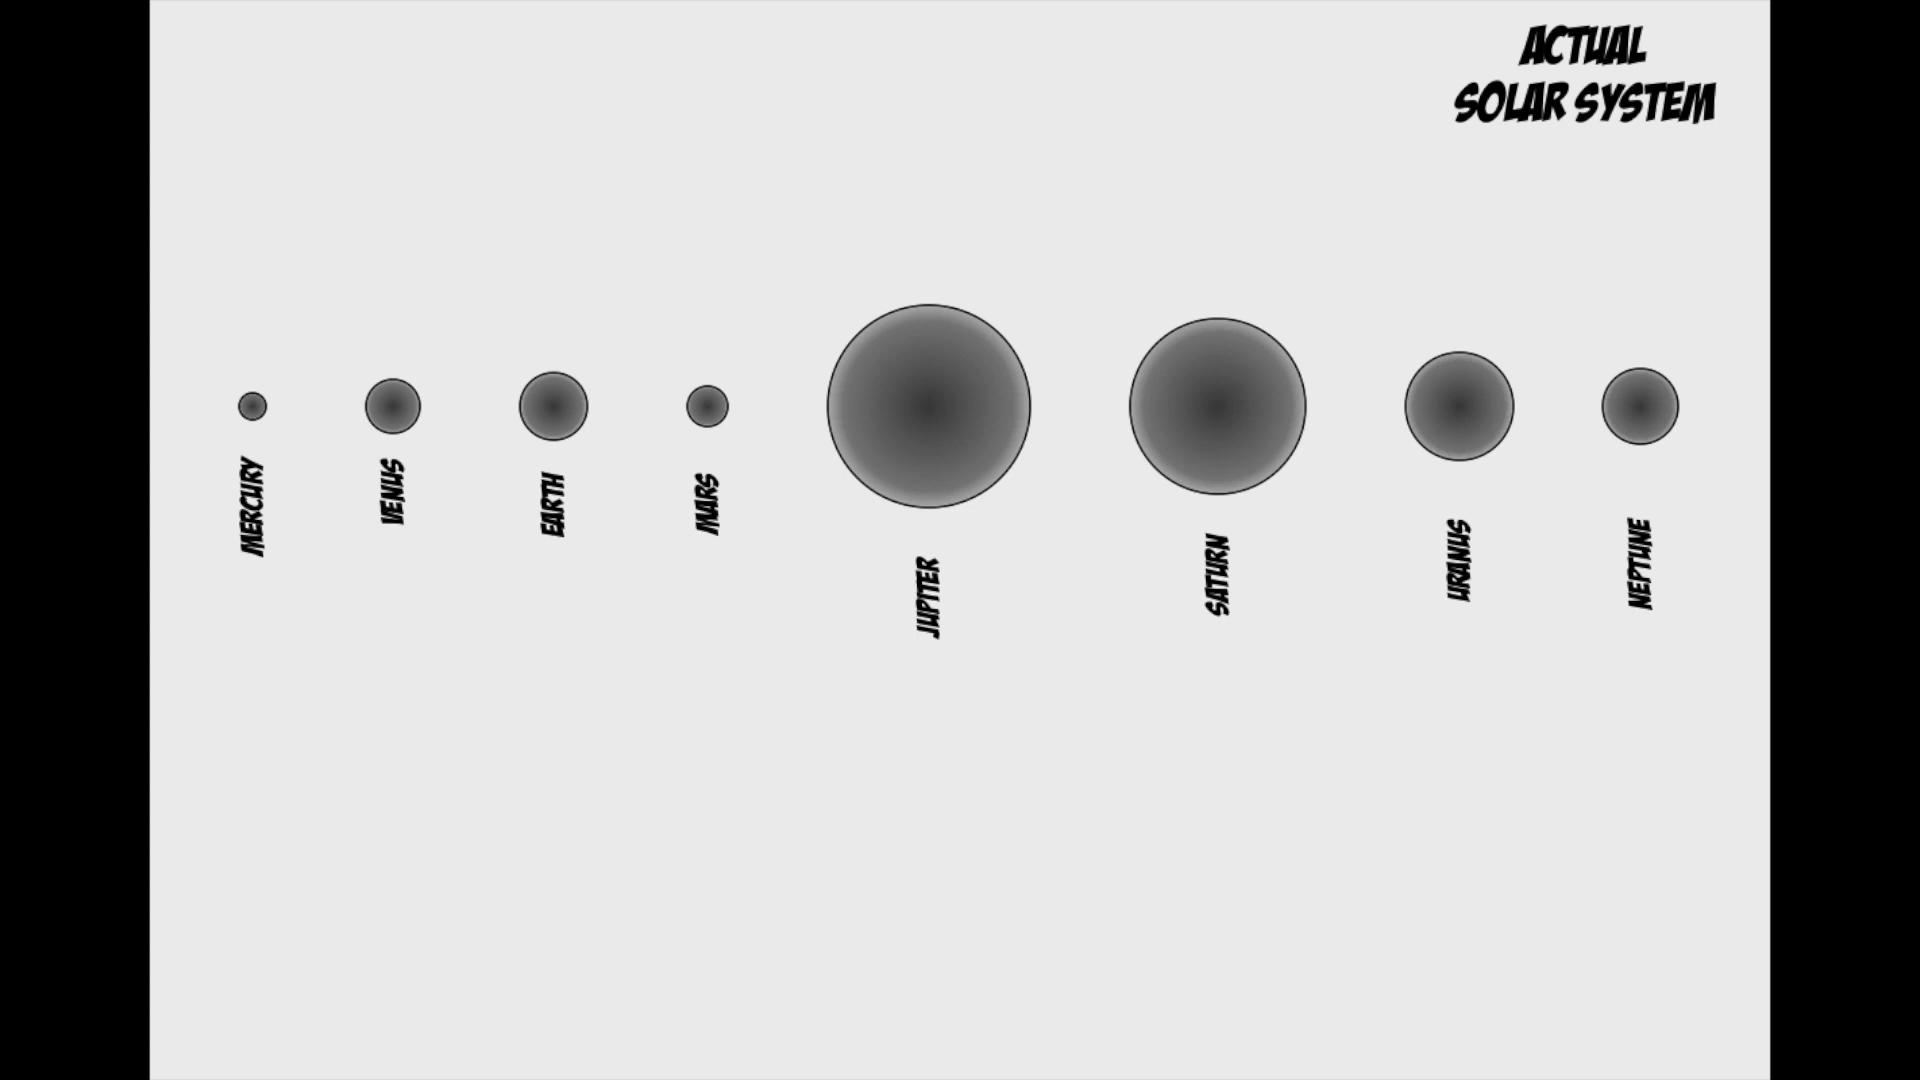 ACTUAL
SOLAR SYSTEM
MERCURY
VENUS
EARTH
MARS
JUPITER
SATURN
URANUS
NEPTUNE